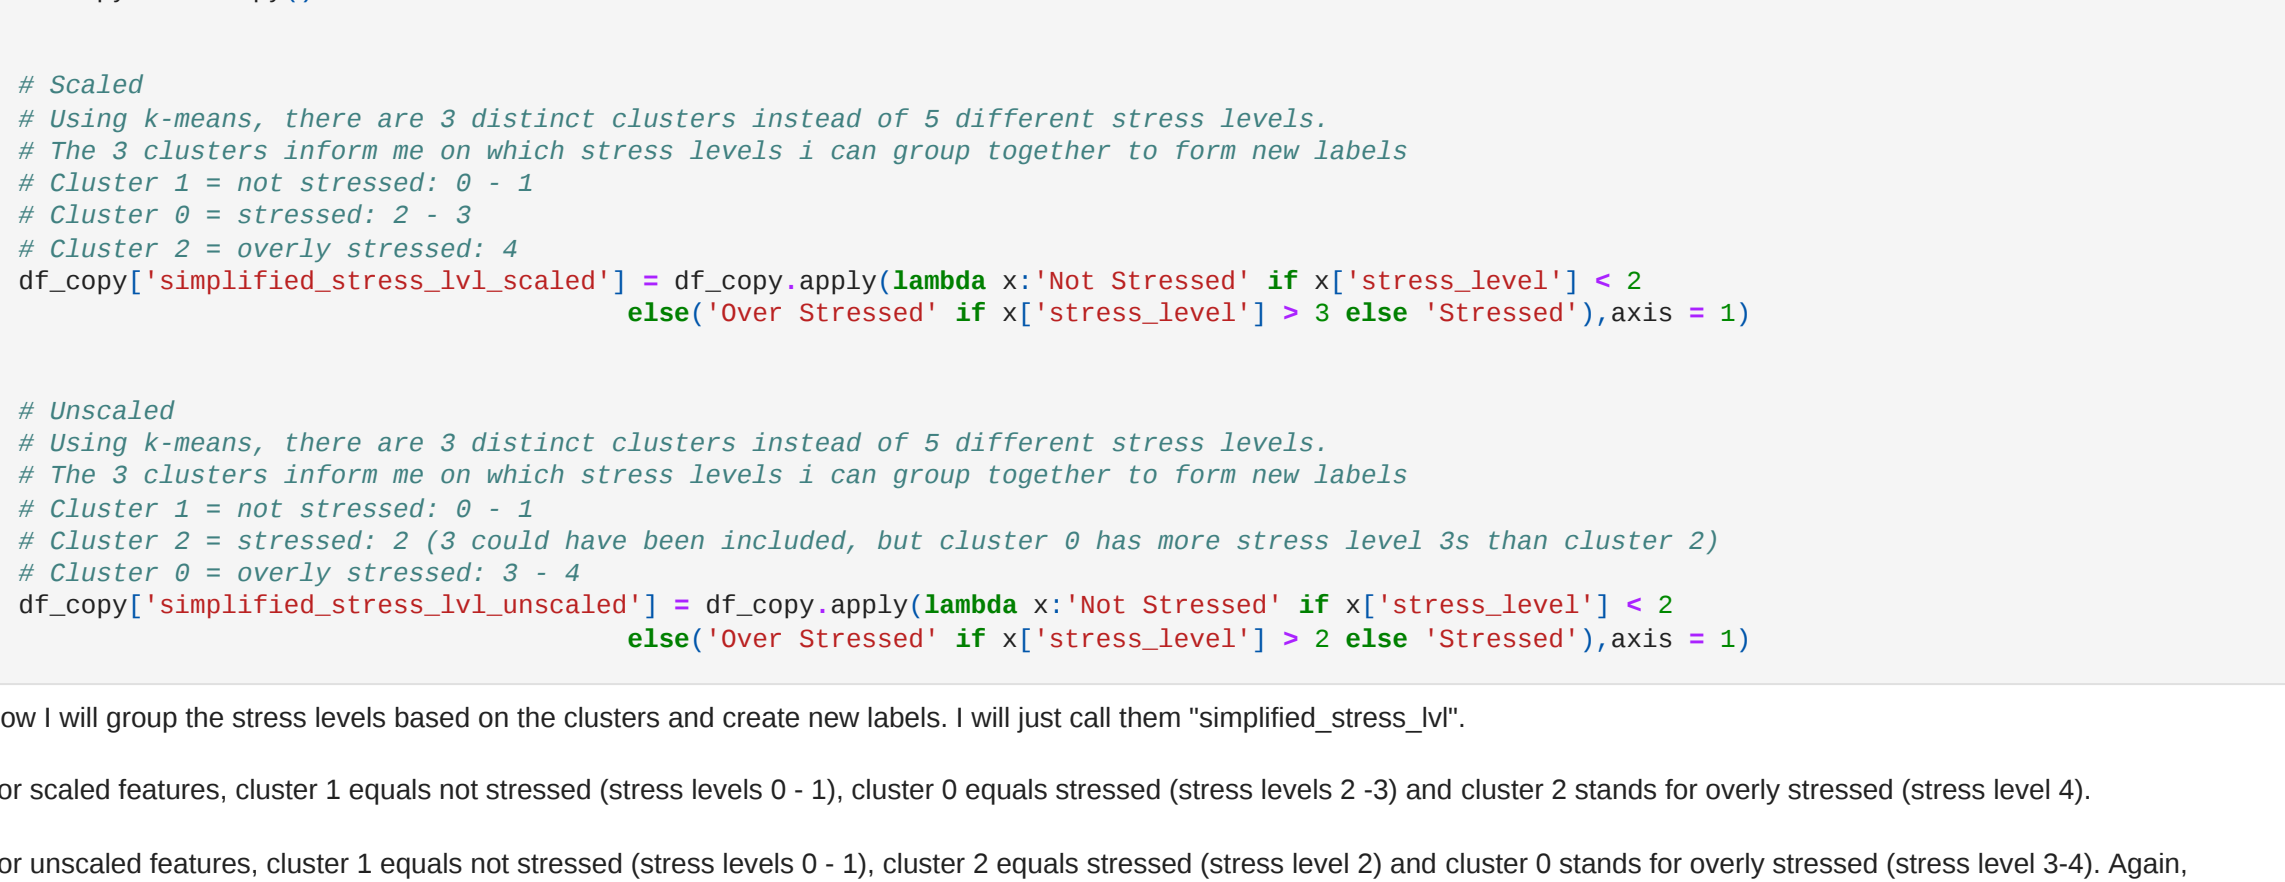 # Scaled
# Using k-means, there are 3 distinct clusters instead of 5 different stress levels.
# The 3 clusters inform me on which stress levels i can group together to form new labels
# Cluster 1 = not stressed: 0 - 1
# Cluster 0 = stressed: 2 - 3
# Cluster 2 = overly stressed: 4
df_copy['simplified_stress_lvl_scaled'] = df_copy.apply(lambda x:'Not Stressed' if x['stress_level'] < 2
else('Over Stressed' if x['stress_level'] > 3 else 'Stressed'),axis = 1)
# Unscaled
# Using k-means, there are 3 distinct clusters instead of 5 different stress levels.
# The 3 clusters inform me on which stress levels i can group together to form new labels
# Cluster 1 = not stressed: 0 - 1
# Cluster 2 = stressed: 2 (3 could have been included, but cluster 0 has more stress level 3s than cluster 2)
# Cluster 0 = overly stressed: 3 - 4
df_copy['simplified_stress_lvl_unscaled'] = df_copy.apply(lambda x:'Not Stressed' if x['stress_level'] < 2
else('Over Stressed' if x['stress_level'] > 2 else 'Stressed'),axis = 1)
ow I will group the stress levels based on the clusters and create new labels. I will just call them "simplified_stress_lvl".
or scaled features, cluster 1 equals not stressed (stress levels 0 - 1), cluster 0 equals stressed (stress levels 2 -3) and cluster 2 stands for overly stressed (stress level 4).
or unscaled features, cluster 1 equals not stressed (stress levels 0 - 1), cluster 2 equals stressed (stress level 2) and cluster 0 stands for overly stressed (stress level 3-4). Again,